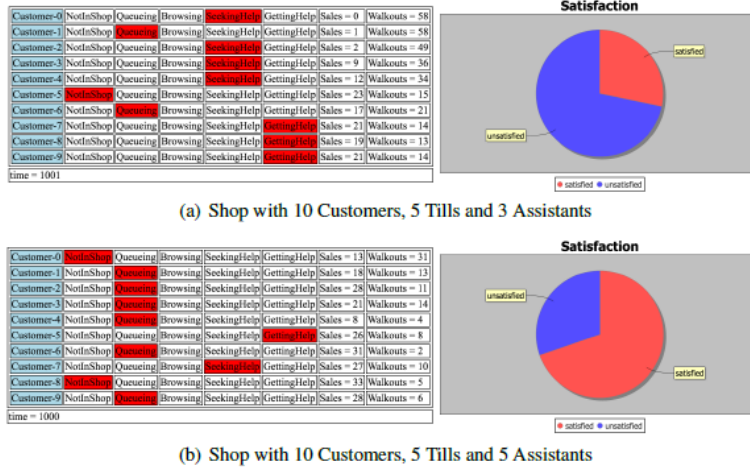 Satisfaction
Customer-0 NotInShop Queueing Browsing SeekingHelp GettingHelp Sales = 0 Walkouts = 58
Customer-1 NotInShop Queueing Browsing SeekingHelp GettingHelp Sales = 1 Walkouts = 58
Customer-2 NotInShop Queueing Browsing SeekingHelp GettingHelp Sales = 2 Walkouts = 49
Customer-3 NotInShop Queueing Browsing SeekingHelp GettingHelp Sales = 9 Walkouts = 36
Customer-4 NotInShop Queueing Browsing SeekingHelp GettingHelp Sales = 12 Walkouts = 34
Customer-5 NotInShop Queueing Browsing SeekingHelp GettingHelp Sales = 23 Walkouts = 15
Customer-6 NotInShop Queueing Browsing SeekingHelp GettingHelp Sales = 17 Walkouts = 21
Customer-7 NotInShop Queueing Browsing SeekingHelp GettingHelp Sales = 21 Walkouts = 14
Customer-8 NotInShop Queueing Browsing SeekingHelp GettingHelp Sales = 19 Walkouts = 13
Customer-9 NotInShop Queueing Browsing SeekingHelp GettingHelp Sales = 21 Walkouts = 14
time = 1001
satisfied
unsatisfied
satisfied unsatisfied
(a) Shop with 10 Customers, 5 Tills and 3 Assistants
Satisfaction
Customer-0 NotInShop Queueing Browsing SeekingHelp GettingHelp Sales = 13 Walkouts = 31
Customer-1 NotInShop Queueing Browsing SeekingHelp GettingHelp Sales = 18 Walkouts = 13
Customer-2 NotInShop Queueing Browsing SeekingHelp GettingHelp Sales = 28 Walkouts = 11
Customer-3 NotInShop Queueing Browsing SeekingHelp GettingHelp Sales = 21 Walkouts = 14
Customer-4 NotInShop Queueing Browsing SeekingHelp GettingHelp Sales = 8 Walkouts = 4
Customer-5 NotInShop Queueing Browsing SeekingHelp GettingHelp Sales = 26 Walkouts = 8
Customer-6 NotInShop Queueing Browsing SeekingHelp GettingHelp Sales = 31 Walkouts = 2
Customer-7 NotInShop Queueing Browsing SeekingHelp GettingHelp Sales = 27 Walkouts = 10
Customer-8 NotInShop Queueing Browsing SeekingHelp GettingHelp Sales = 33 Walkouts = 5
Customer-9 NotInShop Queueing Browsing SeekingHelp GettingHelp Sales = 28 Walkouts = 6
time = 1000
unsatisfied
satisfied
satisfied unsatisfied
(b) Shop with 10 Customers, 5 Tills and 5 Assistants